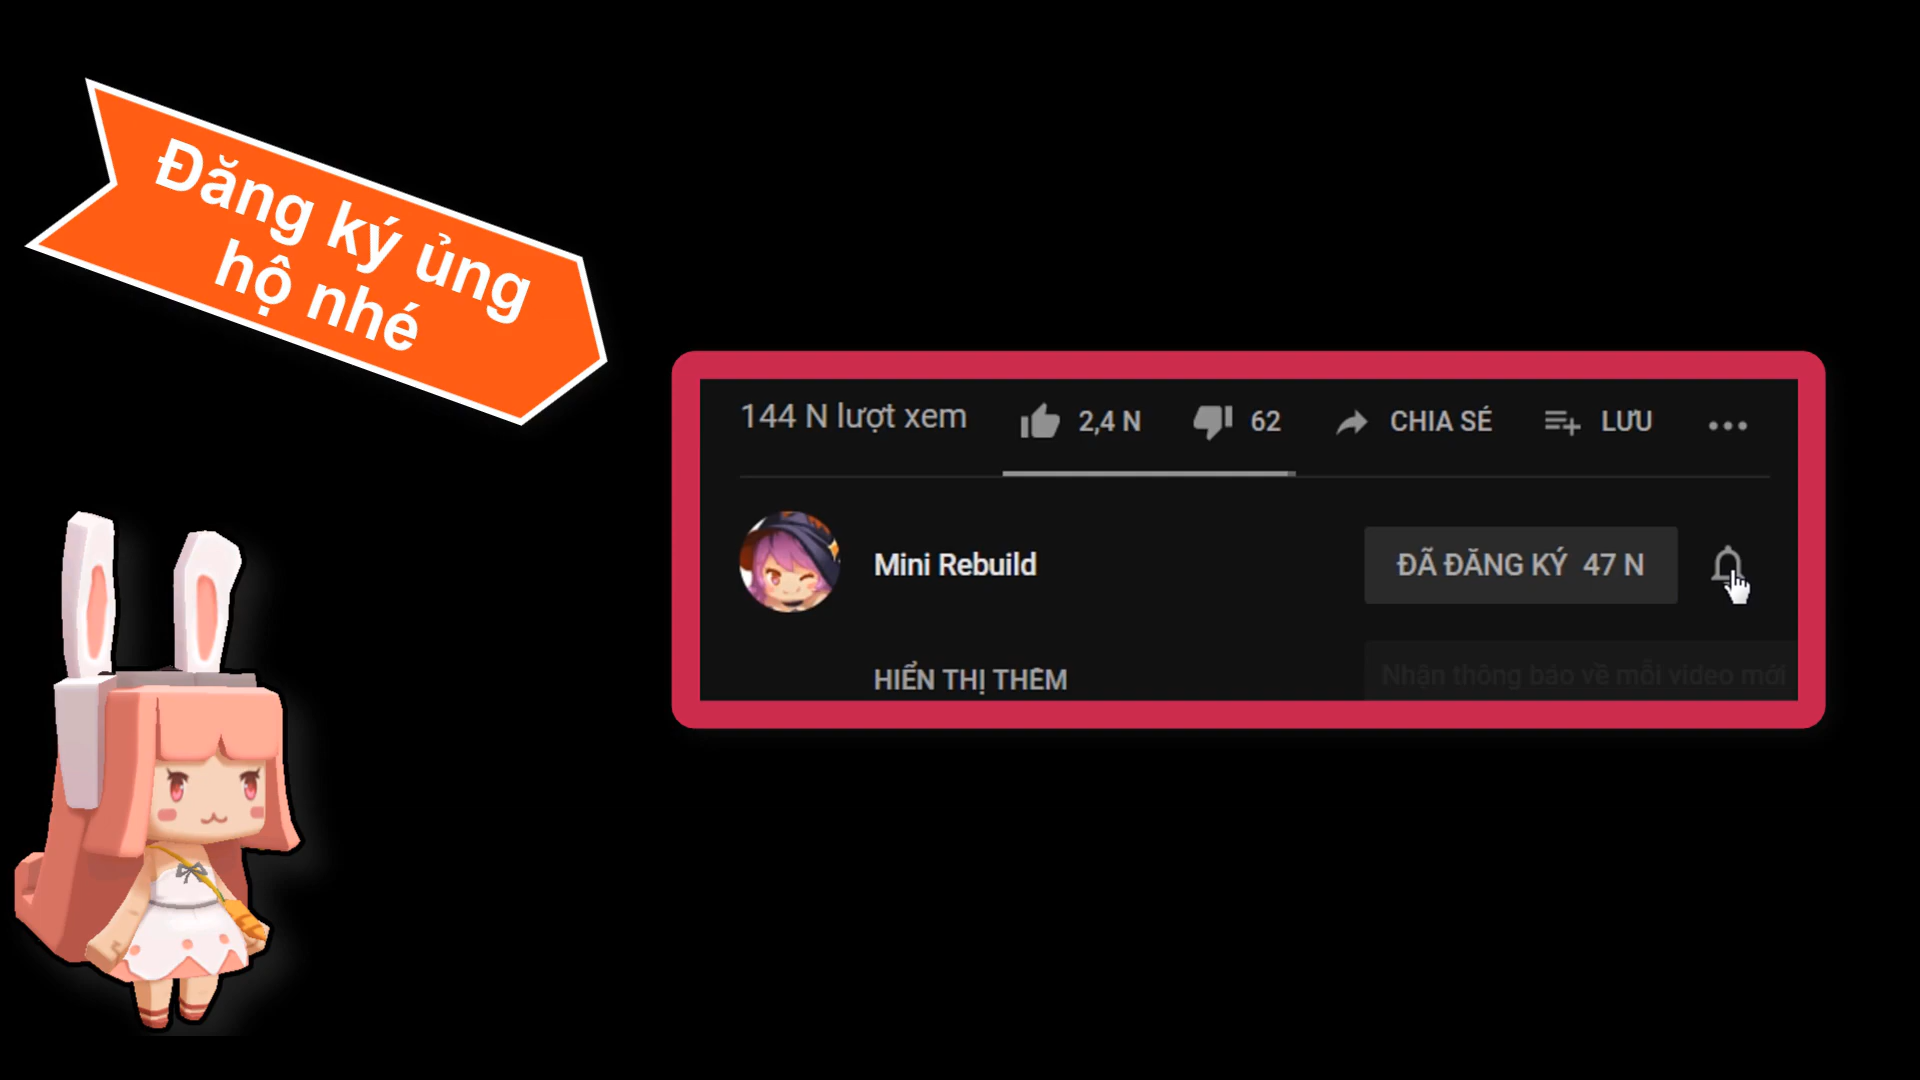 Đăng ký ủng
hộ nhé
144 N lượt xem
2,4 N
62
CHIA SẺ
LƯU
Mini Rebuild
ĐÃ ĐĂNG KÝ 47 N
HIỂN THỊ THÊM
Nhận thông báo về mỗi video mới